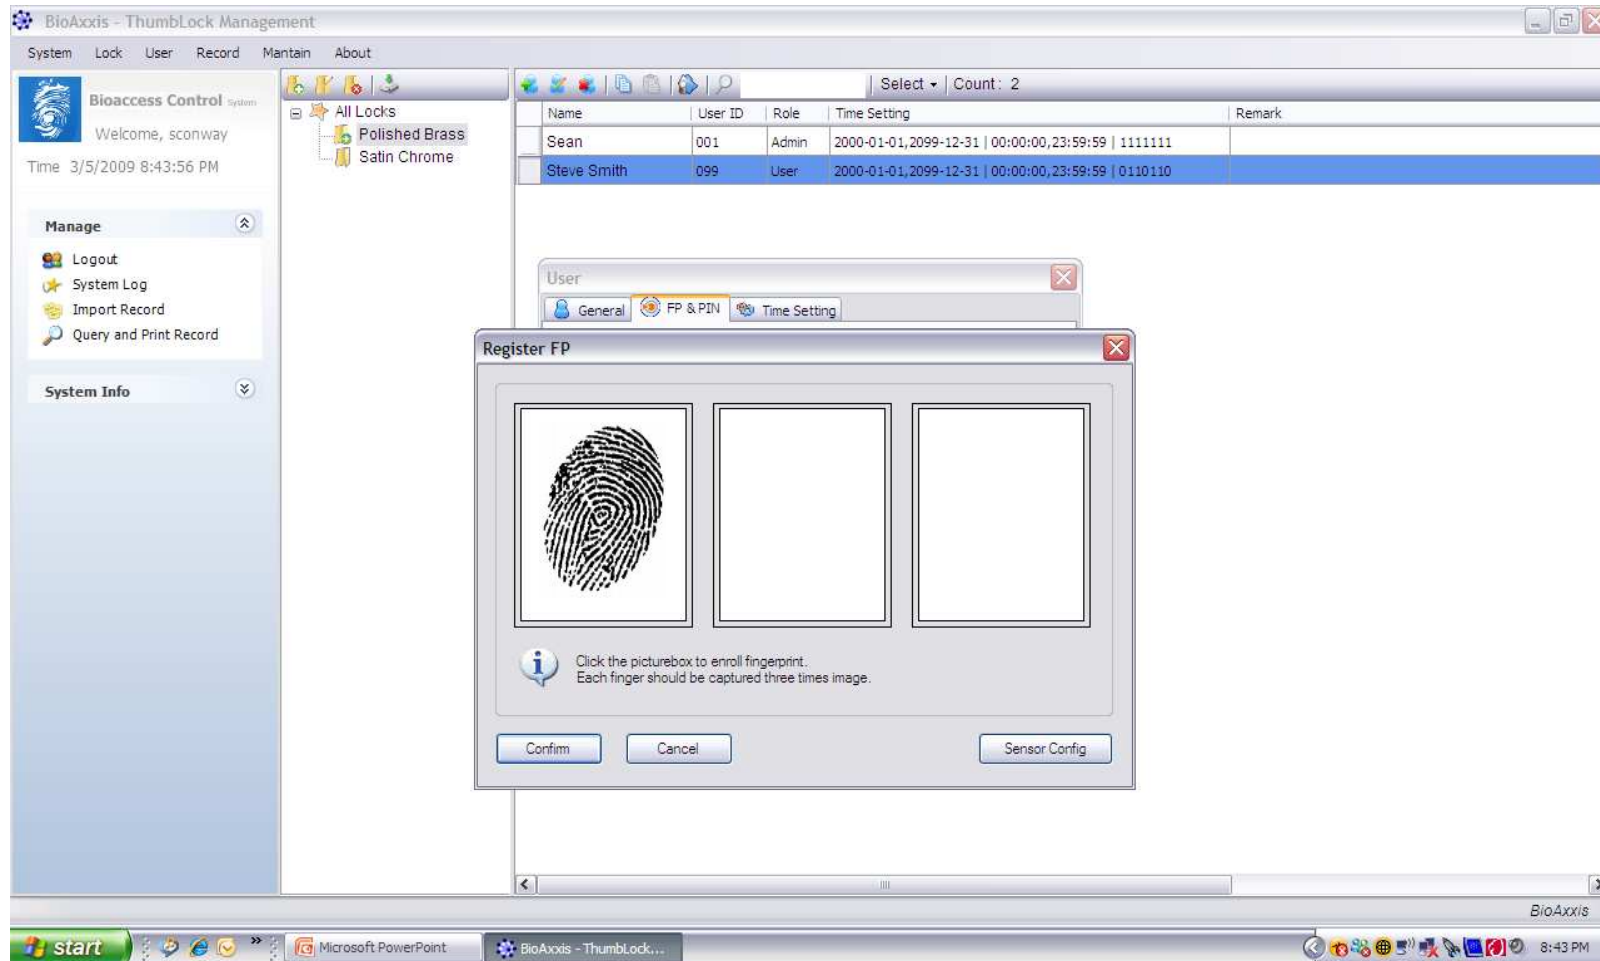 BioAxxis - ThumbLock Management
System Lock User Record Mantain About
Bioaccess Control System
Welcome, sconway
Time 3/5/2009 8:43:56 PM
Manage
Logout
System Log
Import Record
Query and Print Record
System Info
All Locks
Polished Brass
Satin Chrome
Select Count: 2
Name User ID Role Time Setting Remark
Sean 001 Admin 2000-01-01,2099-12-31 | 00:00:00,23:59:59 | 1111111
Steve Smith 099 User 2000-01-01,2099-12-31 | 00:00:00,23:59:59 | 0110110
User
General FP & PIN Time Setting
Register FP
Click the picturebox to enroll fingerprint.
Each finger should be captured three times image.
Confirm Cancel Sensor Config
BioAxxis
start Microsoft PowerPoint BioAxxis - ThumbLock... 8:43 PM